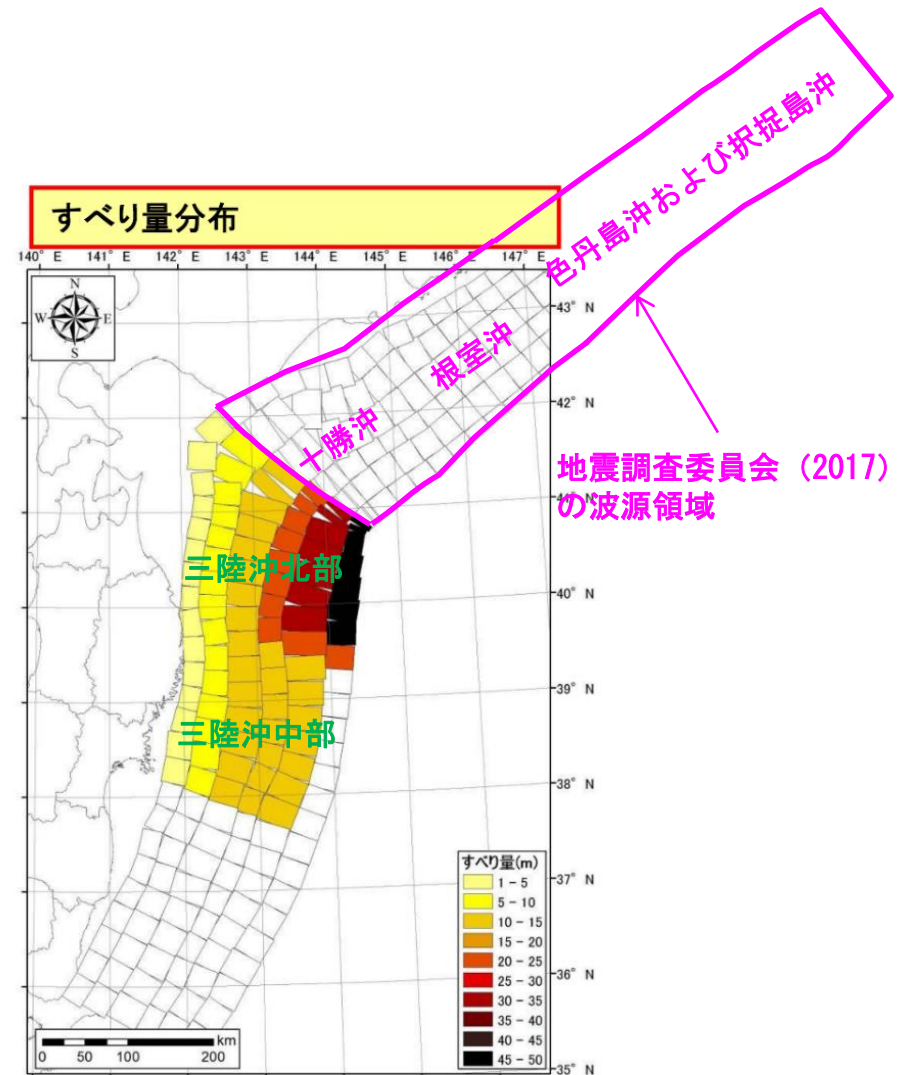 すべり量分布
140° E 141° E 142° E 143° E 144° E 145° E 146° E 147° E
N
W E
S
43° N
42° N
41° N
40° N
39° N
38° N
37° N
36° N
35° N
色丹島沖および択捉島沖
根室沖
十勝沖
地震調査委員会（2017）
の波源領域
三陸沖北部
三陸沖中部
すべり量(m)
1 - 5
5 - 10
10 - 15
15 - 20
20 - 25
25 - 30
30 - 35
35 - 40
40 - 45
45 - 50
km
0 50 100 200